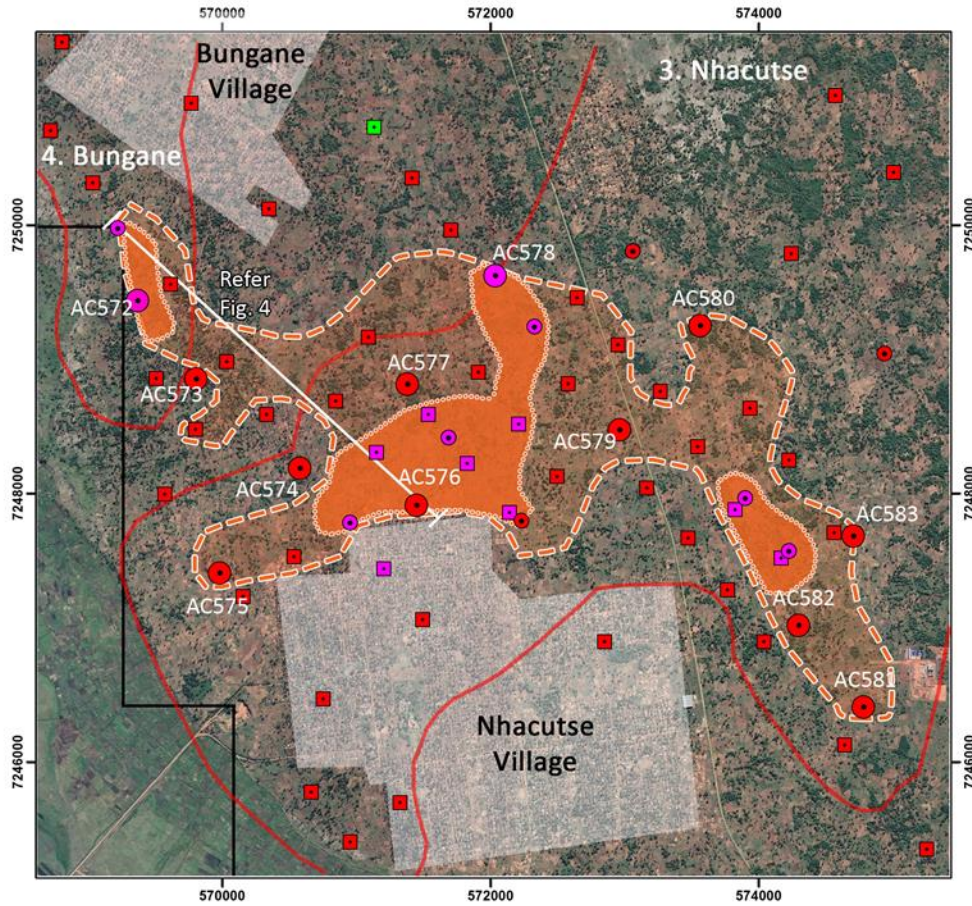 570000
572000
574000
Bungane
Village
3. Nhacutse
4. Bungane
7250000
7250000
AC578
Refer
Fig. 4
AC572
AC580
AC577
AC573
AC579
AC574
AC576
7248000
7248000
AC583
AC575
AC582
AC581
Nhacutse
Village
7246000
7246000
570000
572000
574000